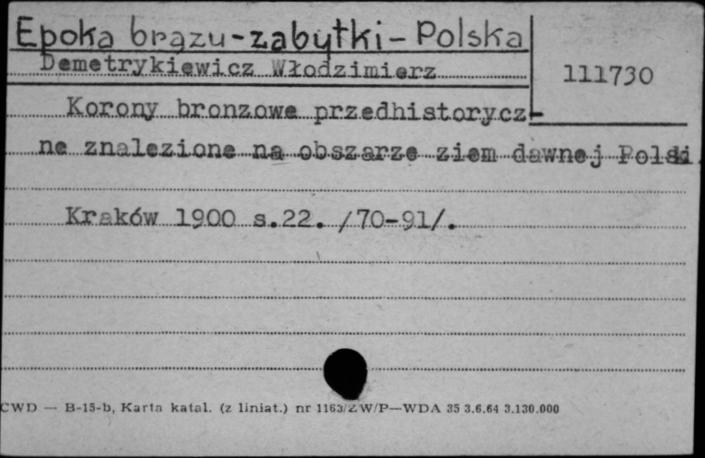 Epoka brązu-zabytki-Polska
Demetrykiewicz Włodzimierz
111730
Korony bronzowe przedhistorycz-
ne znalezione na obszarze ziem dawnej Polski.
Kraków 1900 s.22. /70-91/.
CWD — B-15-b, Karta katal. (z liniat.) nr 1163/ZW/P—WDA 35 3.6.64 3.130.000